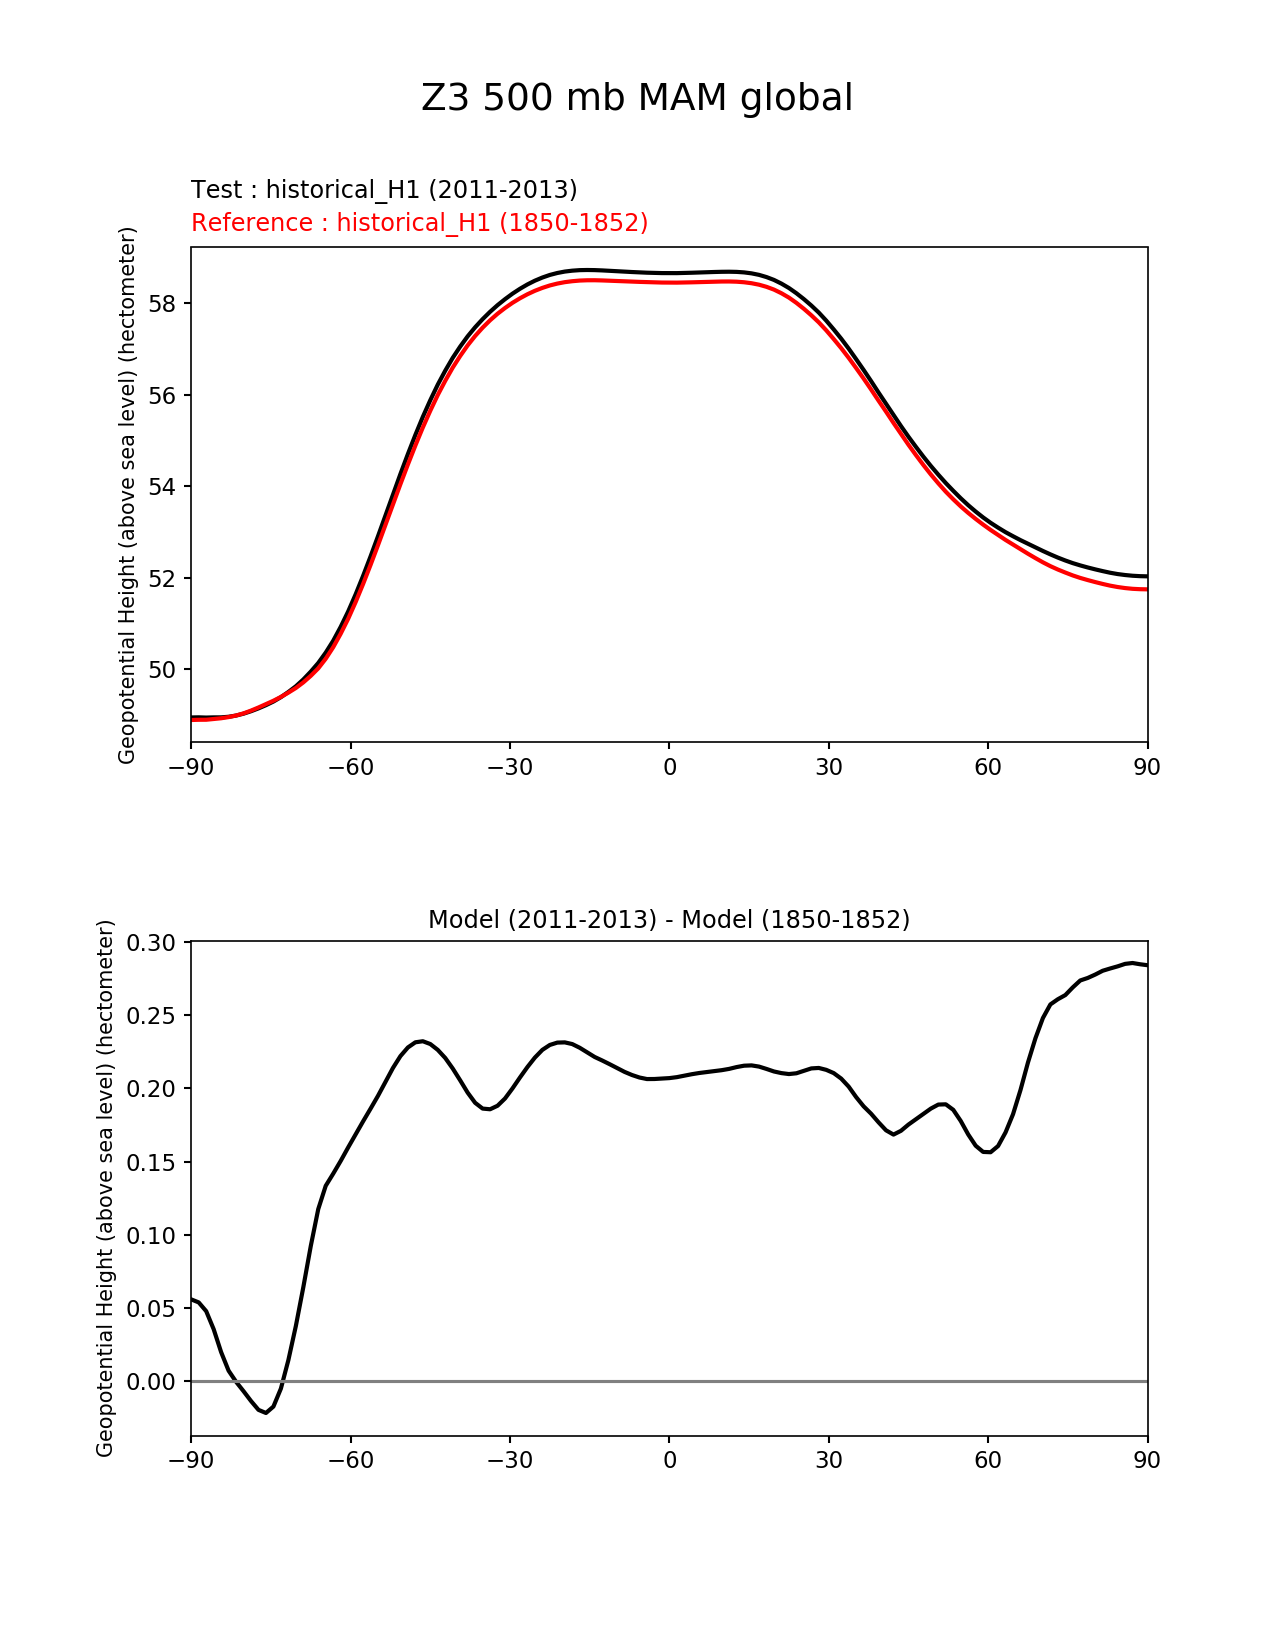 Z3 500 mb MAM global
Test : historical_H1 (2011-2013)
Reference : historical_H1 (1850-1852)
Geopotential Height (above sea level) (hectometer)
58
56
54
52
50
−90 −60 −30 0 30 60 90
Model (2011-2013) - Model (1850-1852)
Geopotential Height (above sea level) (hectometer)
0.30
0.25
0.20
0.15
0.10
0.05
0.00
−90 −60 −30 0 30 60 90